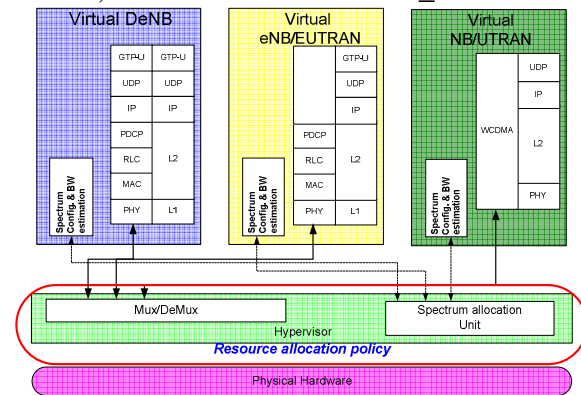 Virtual DeNB
GTP-U GTP-U
UDP UDP
IP IP
PDCP
RLC
L2
MAC
PHY L1
Spectrum
Config. & BW
estimation
Virtual
eNB/EUTRAN
GTP-U
UDP
IP
PDCP
RLC
L2
MAC
PHY L1
Spectrum
Config. & BW
estimation
Virtual
NB/UTRAN
UDP
IP
WCDMA
L2
PHY
Spectrum
Config. & BW
estimation
Mux/DeMux
Spectrum allocation
Unit
Hypervisor
Resource allocation policy
Physical Hardware